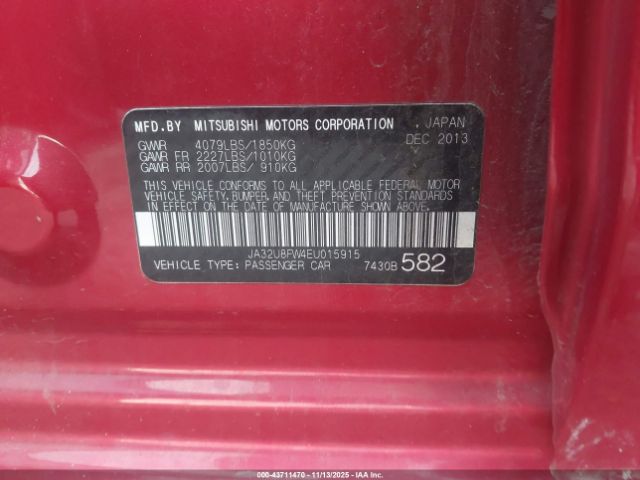 MFD.BY MITSUBISHI MOTORS CORPORATION , JAPAN
GVWR 4079LBS/1850KG DEC 2013
GAWR FR 2227LBS/1010KG
GAWR RR 2007LBS/ 910KG
THIS VEHICLE CONFORMS TO ALL APPLICABLE FEDERAL MOTOR
VEHICLE SAFETY, BUMPER, AND THEFT PREVENTION STANDARDS
IN EFFECT ON THE DATE OF MANUFACTURE SHOWN ABOVE.
JA32U8FW4EU015915
VEHICLE TYPE: PASSENGER CAR 7430B 582
000-43711470 - 11/13/2025 - COPYRIGHT IAA, LLC.